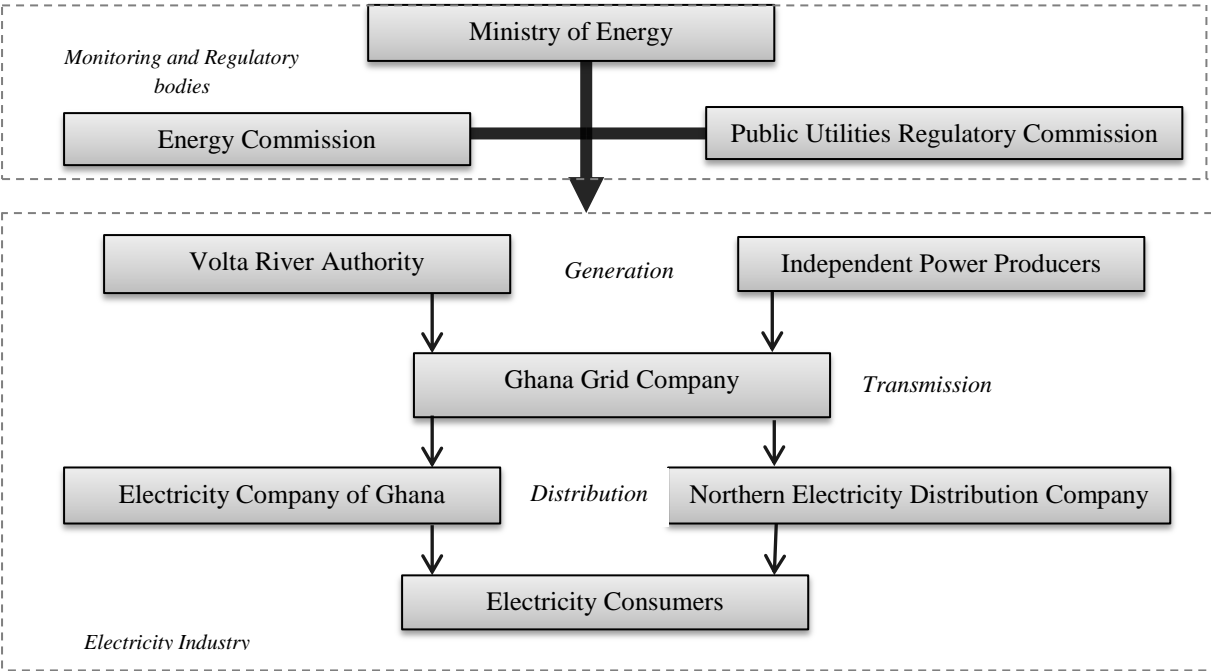 Ministry of Energy
Monitoring and Regulatory
bodies
Energy Commission
Public Utilities Regulatory Commission
Volta River Authority
Generation
Independent Power Producers
Ghana Grid Company
Transmission
Electricity Company of Ghana
Distribution
Northern Electricity Distribution Company
Electricity Consumers
Electricity Industry